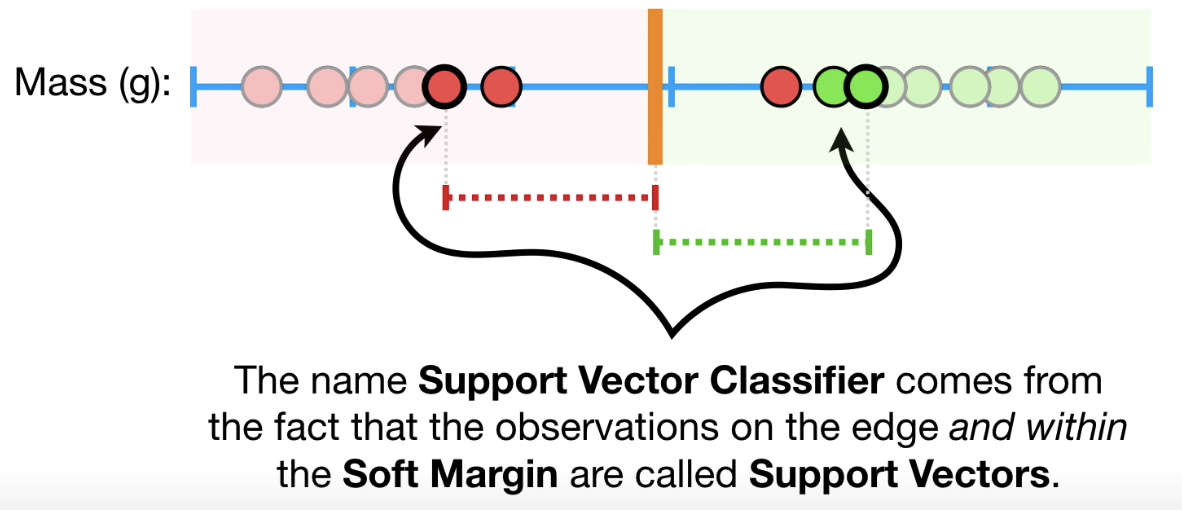 Mass (g):
The name Support Vector Classifier comes from
the fact that the observations on the edge and within
the Soft Margin are called Support Vectors.